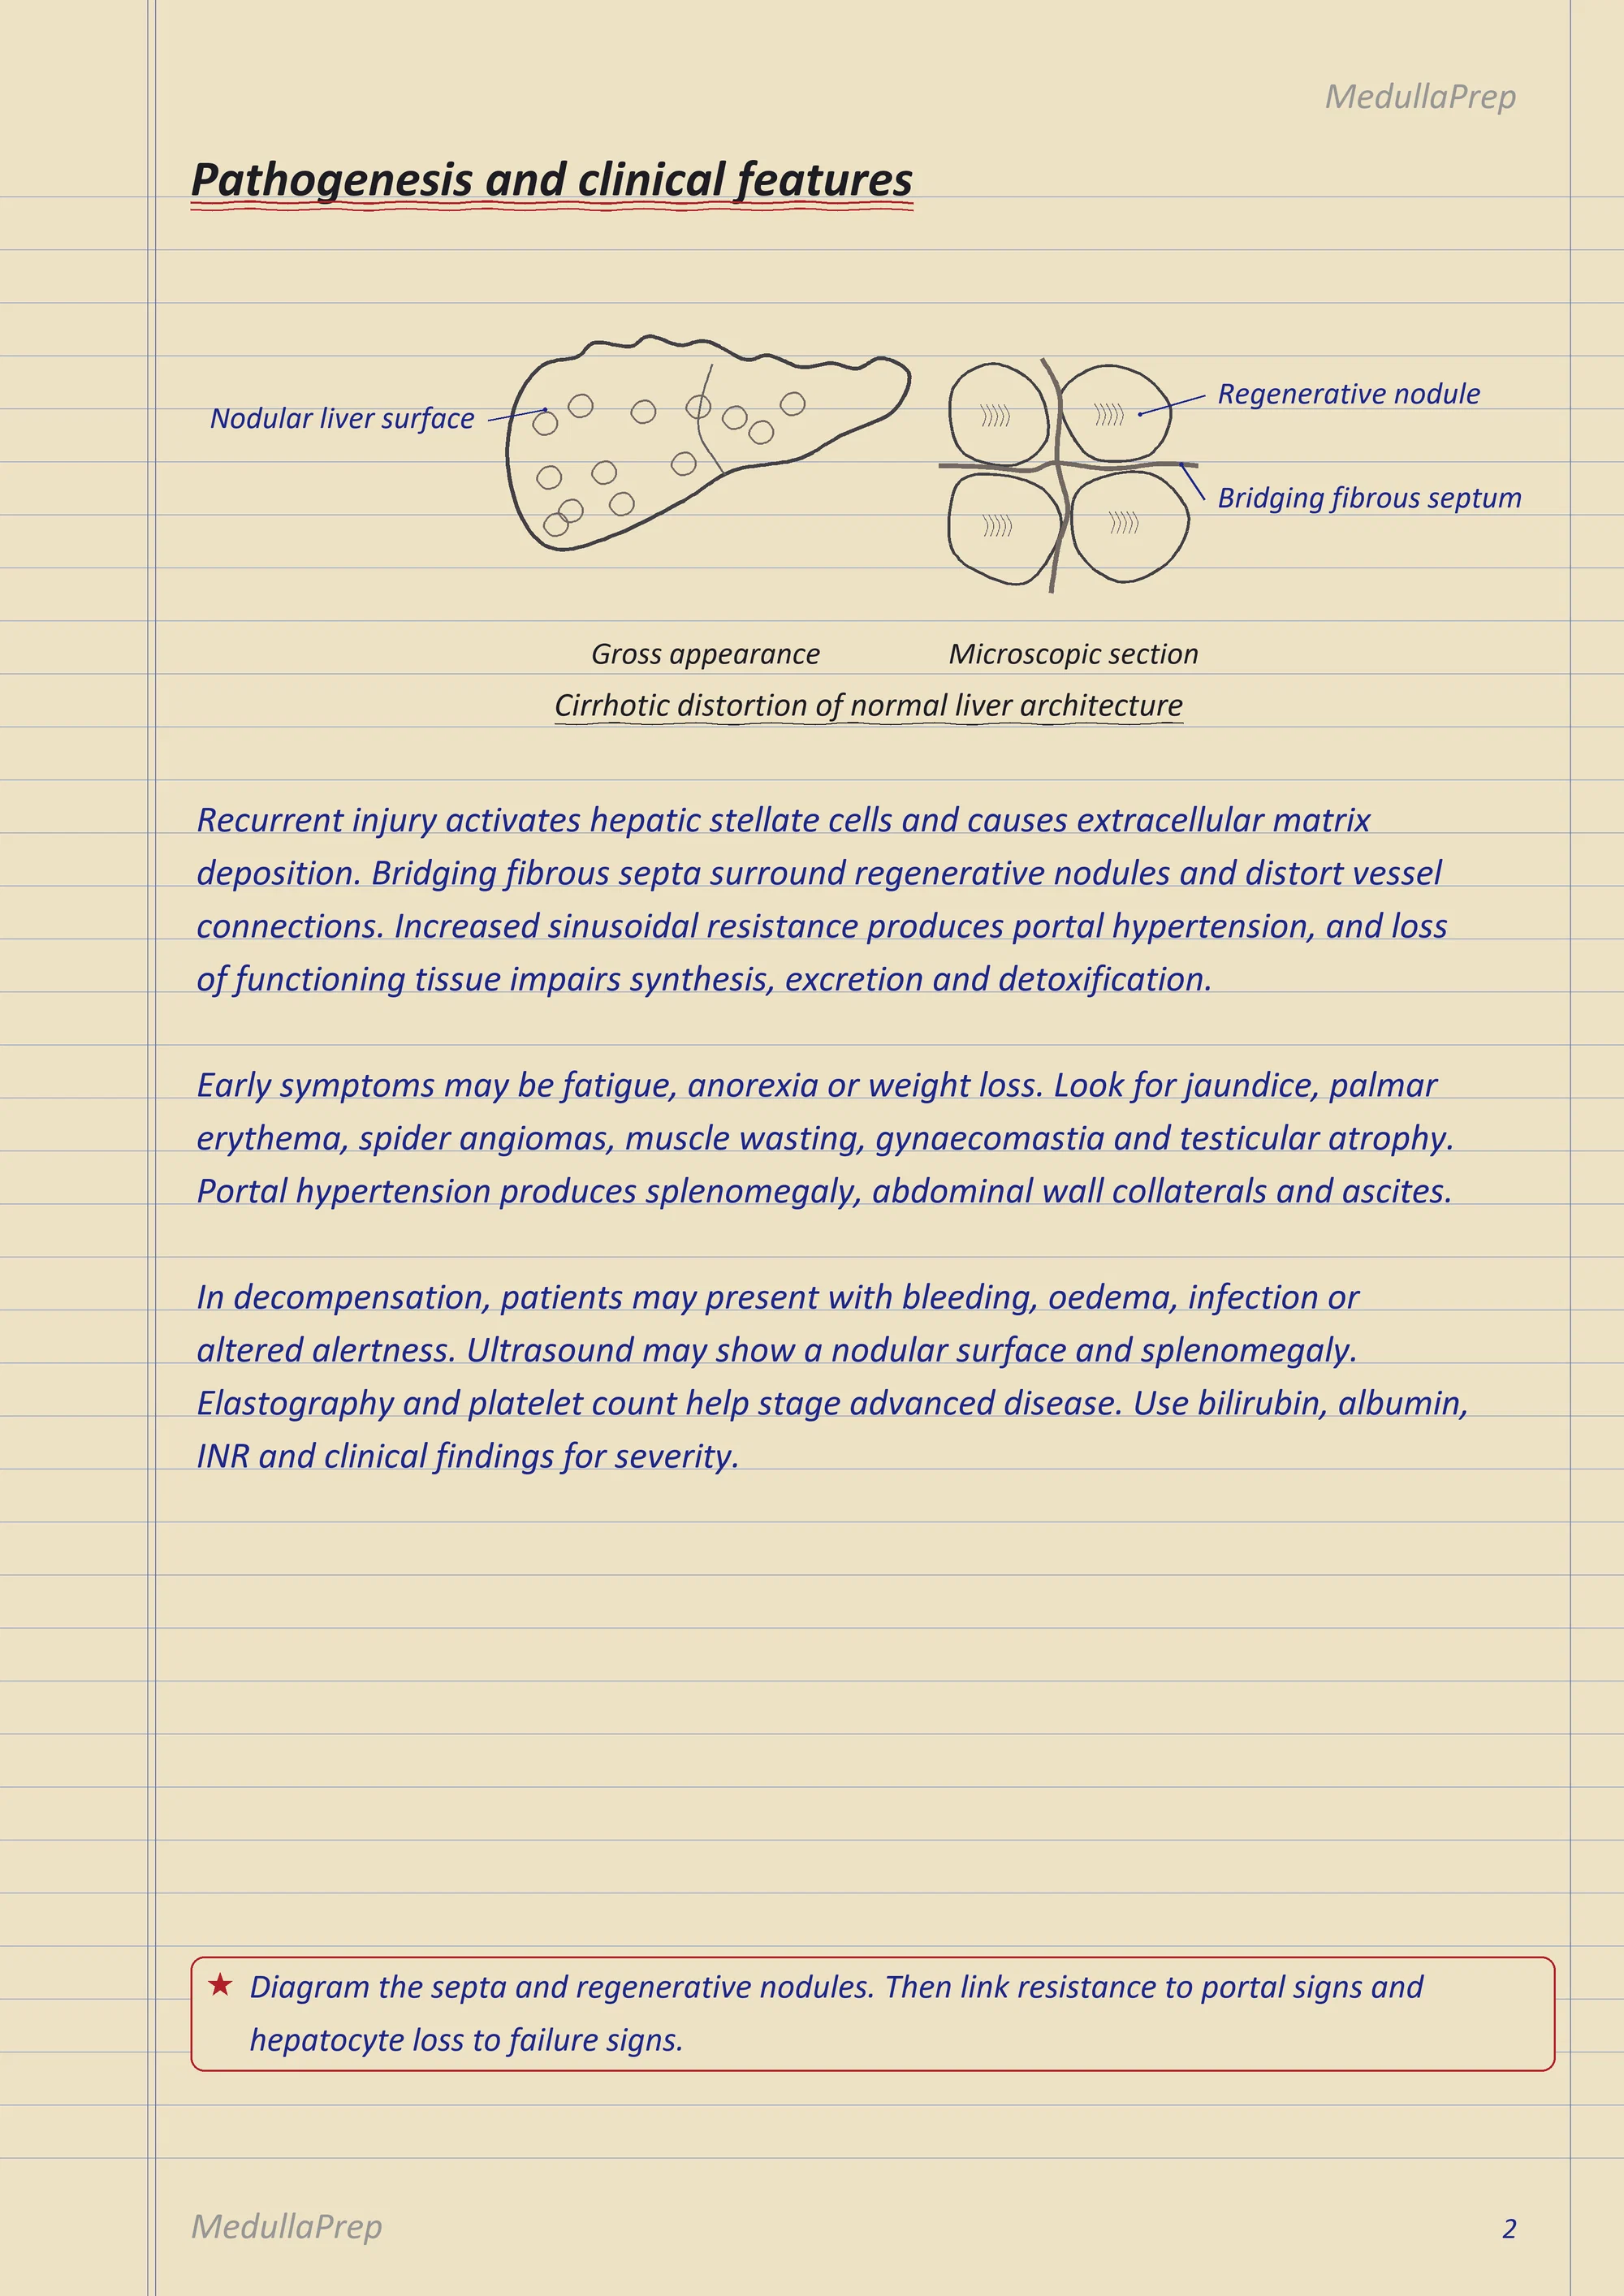 MedullaPrep
Pathogenesis and clinical features
Nodular liver surface
Regenerative nodule
Bridging fibrous septum
Gross appearance
Microscopic section
Cirrhotic distortion of normal liver architecture
Recurrent injury activates hepatic stellate cells and causes extracellular matrix
deposition. Bridging fibrous septa surround regenerative nodules and distort vessel
connections. Increased sinusoidal resistance produces portal hypertension, and loss
of functioning tissue impairs synthesis, excretion and detoxification.
Early symptoms may be fatigue, anorexia or weight loss. Look for jaundice, palmar
erythema, spider angiomas, muscle wasting, gynaecomastia and testicular atrophy.
Portal hypertension produces splenomegaly, abdominal wall collaterals and ascites.
In decompensation, patients may present with bleeding, oedema, infection or
altered alertness. Ultrasound may show a nodular surface and splenomegaly.
Elastography and platelet count help stage advanced disease. Use bilirubin, albumin,
INR and clinical findings for severity.
★ Diagram the septa and regenerative nodules. Then link resistance to portal signs and
hepatocyte loss to failure signs.
MedullaPrep
2